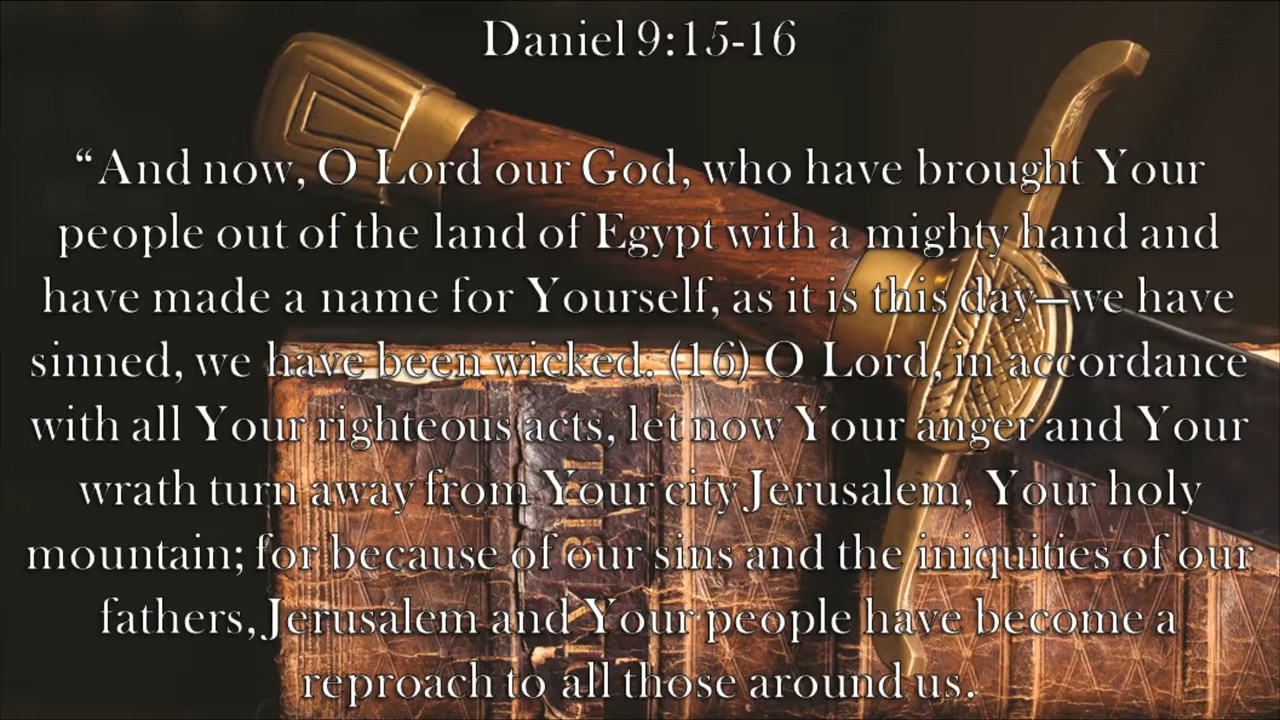 Daniel 9:15-16
“And now, O Lord our God, who have brought Your
people out of the land of Egypt with a mighty hand and
have made a name for Yourself, as it is this day—we have
sinned, we have been wicked. (16) O Lord, in accordance
with all Your righteous acts, let now Your anger and Your
wrath turn away from Your city Jerusalem, Your holy
mountain; for because of our sins and the iniquities of our
fathers, Jerusalem and Your people have become a
reproach to all those around us.